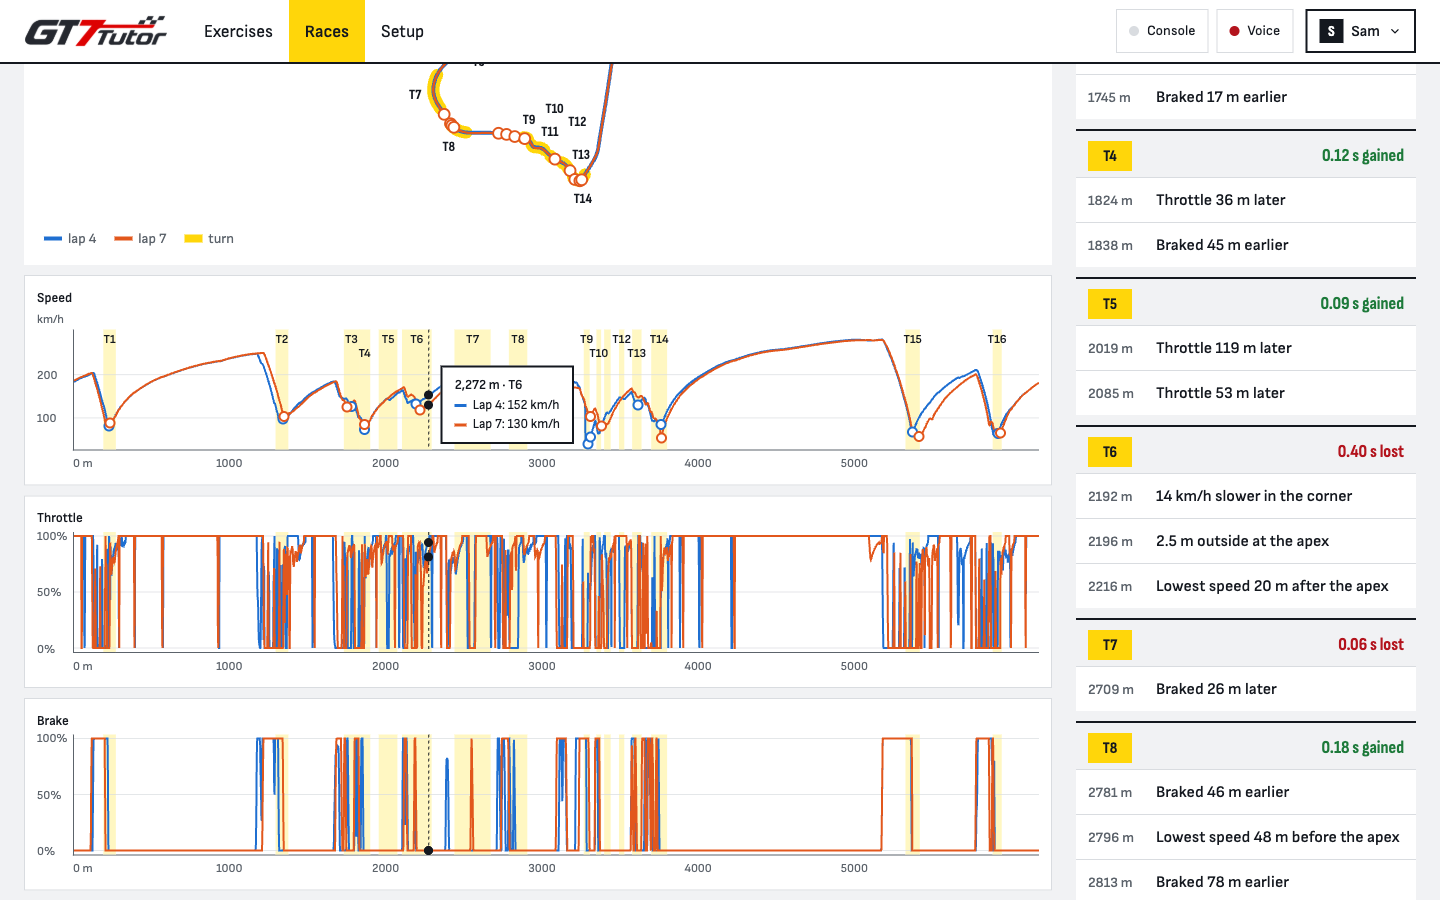 GT7Tutor
Exercises
Races
Setup
Console
Voice
S
Sam
T7
T8
T9
T10
T11
T12
T13
T14
lap 4
lap 7
turn
Speed
km/h
200
100
T1
T2
T3
T4
T5
T6
T7
T8
T9
T10
T12
T13
T14
T15
T16
2,272 m · T6
Lap 4: 152 km/h
Lap 7: 130 km/h
0 m
1000
2000
3000
4000
5000
Throttle
100%
50%
0%
0 m
1000
2000
3000
4000
5000
Brake
100%
50%
0%
0 m
1000
2000
3000
4000
5000
1745 m Braked 17 m earlier
T4 0.12 s gained
1824 m Throttle 36 m later
1838 m Braked 45 m earlier
T5 0.09 s gained
2019 m Throttle 119 m later
2085 m Throttle 53 m later
T6 0.40 s lost
2192 m 14 km/h slower in the corner
2196 m 2.5 m outside at the apex
2216 m Lowest speed 20 m after the apex
T7 0.06 s lost
2709 m Braked 26 m later
T8 0.18 s gained
2781 m Braked 46 m earlier
2796 m Lowest speed 48 m before the apex
2813 m Braked 78 m earlier